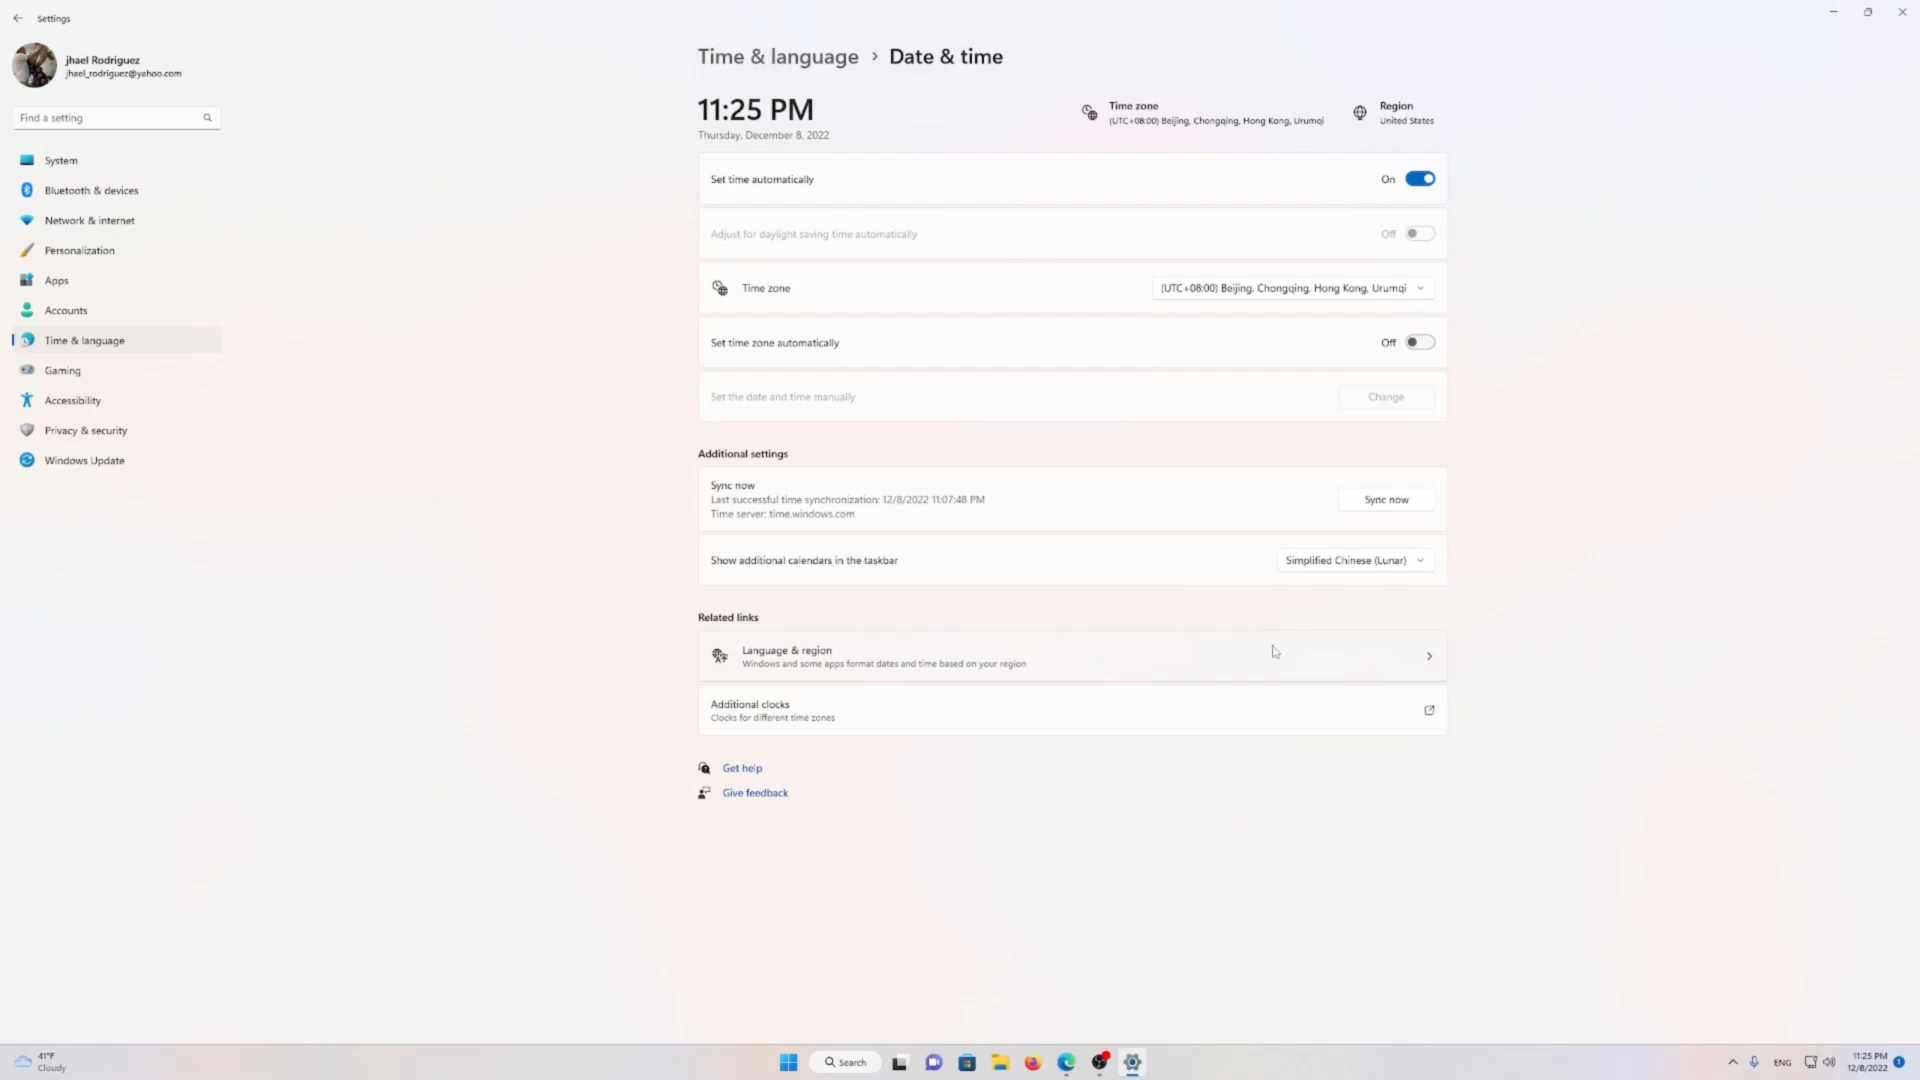 Settings
jhael Rodriguez
jhael_rodriguez@yahoo.com
Find a setting
System
Bluetooth & devices
Network & internet
Personalization
Apps
Accounts
Time & language
Gaming
Accessibility
Privacy & security
Windows Update
Time & language > Date & time
11:25 PM
Thursday, December 8, 2022
Time zone
(UTC+08:00) Beijing, Chongqing, Hong Kong, Urumqi
Region
United States
Set time automatically
On
Adjust for daylight saving time automatically
Off
Time zone
(UTC+08:00) Beijing, Chongqing, Hong Kong, Urumqi
Set time zone automatically
Off
Set the date and time manually
Change
Additional settings
Sync now
Last successful time synchronization: 12/8/2022 11:07:48 PM
Time server: time.windows.com
Sync now
Show additional calendars in the taskbar
Simplified Chinese (Lunar)
Related links
Language & region
Windows and some apps format dates and time based on your region
Additional clocks
Clocks for different time zones
Get help
Give feedback
41°F
Cloudy
Search
ENG
11:25 PM
12/8/2022
1